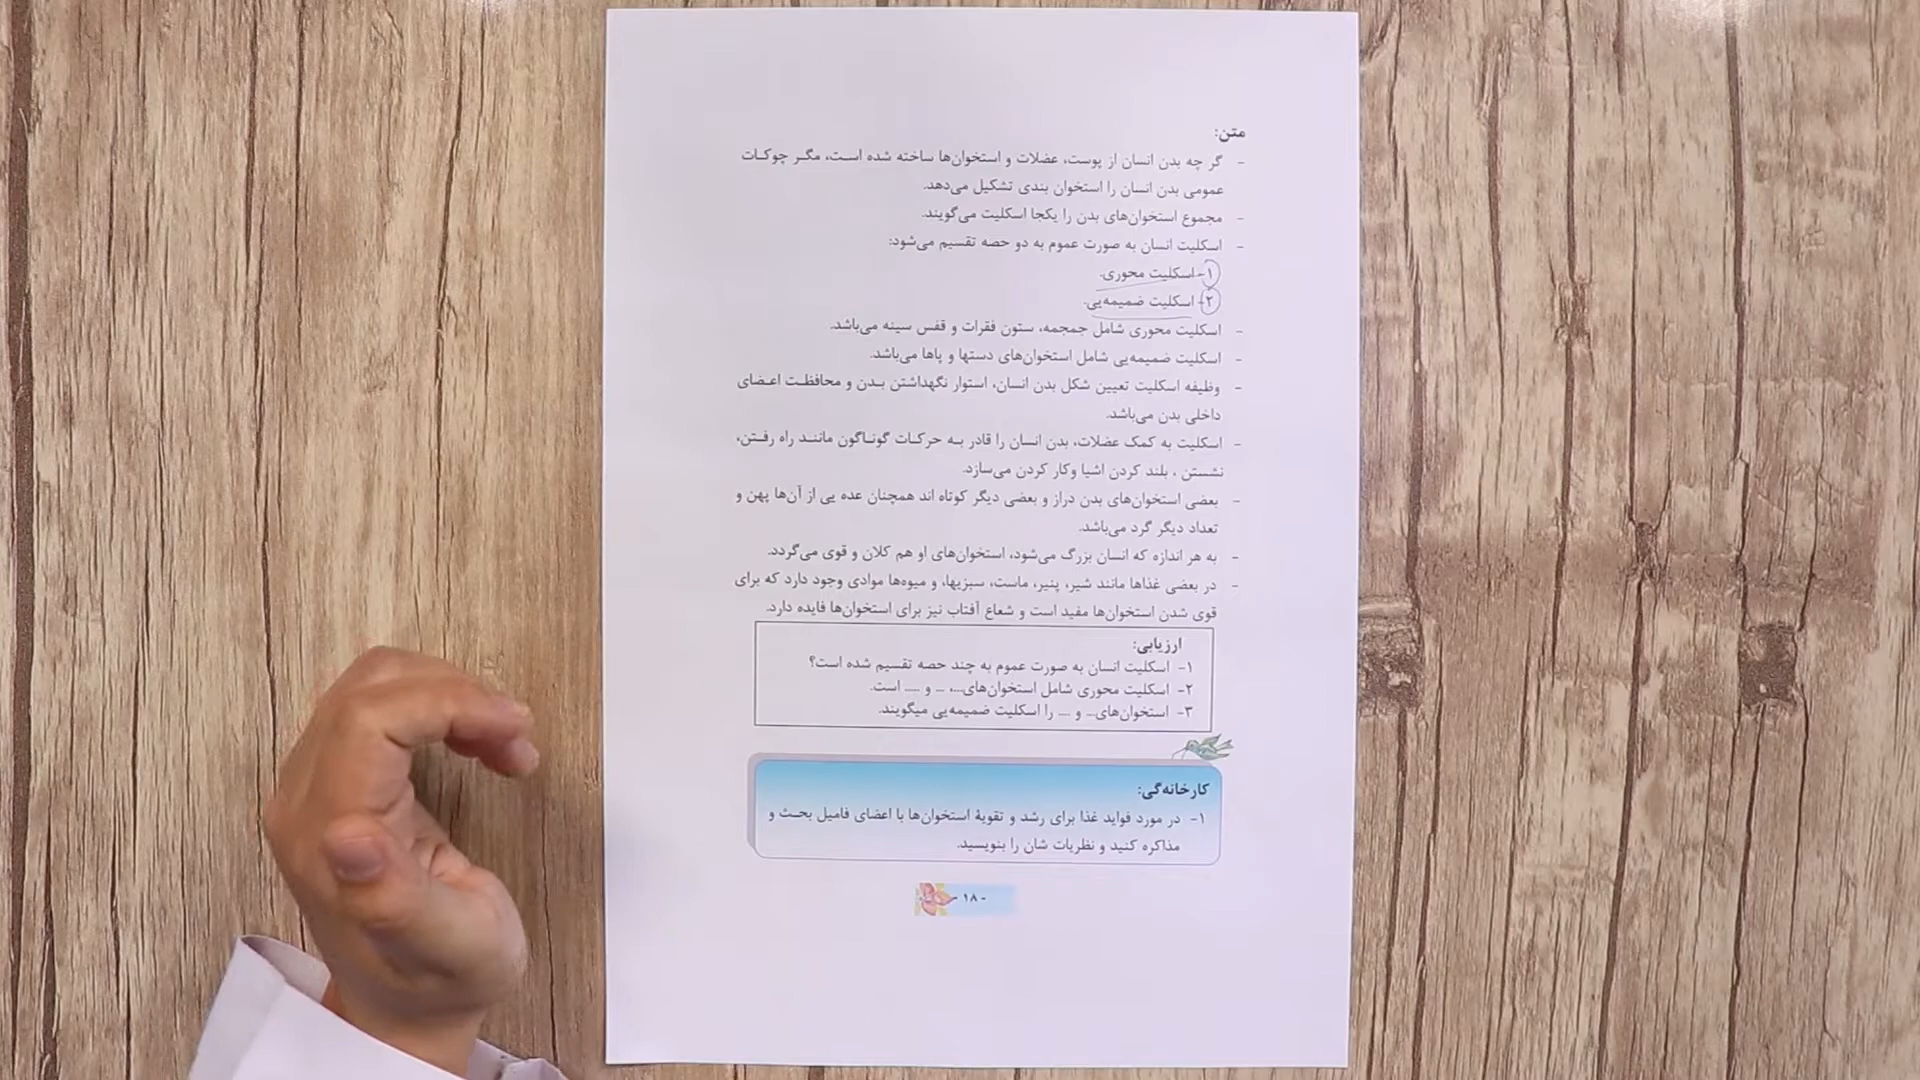 متن:
- گر چه بدن انسان از پوست، عضلات و استخوان‌ها ساخته شده است، مگر چوکات
عمومی بدن انسان را استخوان بندی تشکیل می‌دهد.
- مجموع استخوان‌های بدن را یکجا اسکلیت می‌گویند.
- اسکلیت انسان به صورت عموم به دو حصه تقسیم می‌شود:
۱- اسکلیت محوری.
۲- اسکلیت ضمیمه‌یی.
- اسکلیت محوری شامل جمجمه، ستون فقرات و قفس سینه می‌باشد.
- اسکلیت ضمیمه‌یی شامل استخوان‌های دستها و پاها می‌باشد.
- وظیفه اسکلیت تعیین شکل بدن انسان، استوار نگهداشتن بدن و محافظت اعضای
داخلی بدن می‌باشد.
- اسکلیت به کمک عضلات، بدن انسان را قادر به حرکات گوناگون مانند راه رفتن،
نشستن ، بلند کردن اشیا وکار کردن می‌سازد.
- بعضی استخوان‌های بدن دراز و بعضی دیگر کوتاه اند همچنان عده یی از آن‌ها پهن و
تعداد دیگر گرد می‌باشد.
- به هر اندازه که انسان بزرگ می‌شود، استخوان‌های او هم کلان و قوی می‌گردد.
- در بعضی غذاها مانند شیر، پنیر، ماست، سبزیها، و میوه‌ها موادی وجود دارد که برای
قوی شدن استخوان‌ها مفید است و شعاع آفتاب نیز برای استخوان‌ها فایده دارد.
ارزیابی:
۱- اسکلیت انسان به صورت عموم به چند حصه تقسیم شده است؟
۲- اسکلیت محوری شامل استخوان‌های...، ... و ..... است.
۳- استخوان‌های... و .... را اسکلیت ضمیمه‌یی میگویند.
کارخانه‌گی:
۱- در مورد فواید غذا برای رشد و تقویۀ استخوان‌ها با اعضای فامیل بحث و
مذاکره کنید و نظریات شان را بنویسید.
- ۱۸ -